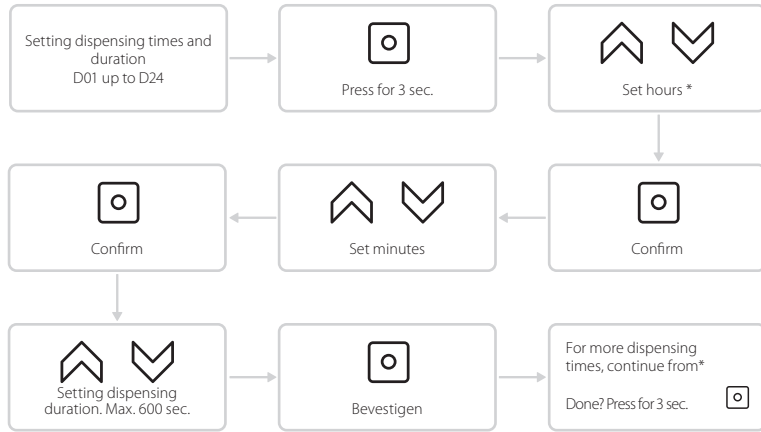 Setting dispensing times and
duration
D01 up to D24
Press for 3 sec.
Set hours *
Confirm
Set minutes
Confirm
Setting dispensing
duration. Max. 600 sec.
Bevestigen
For more dispensing
times, continue from*
Done? Press for 3 sec.